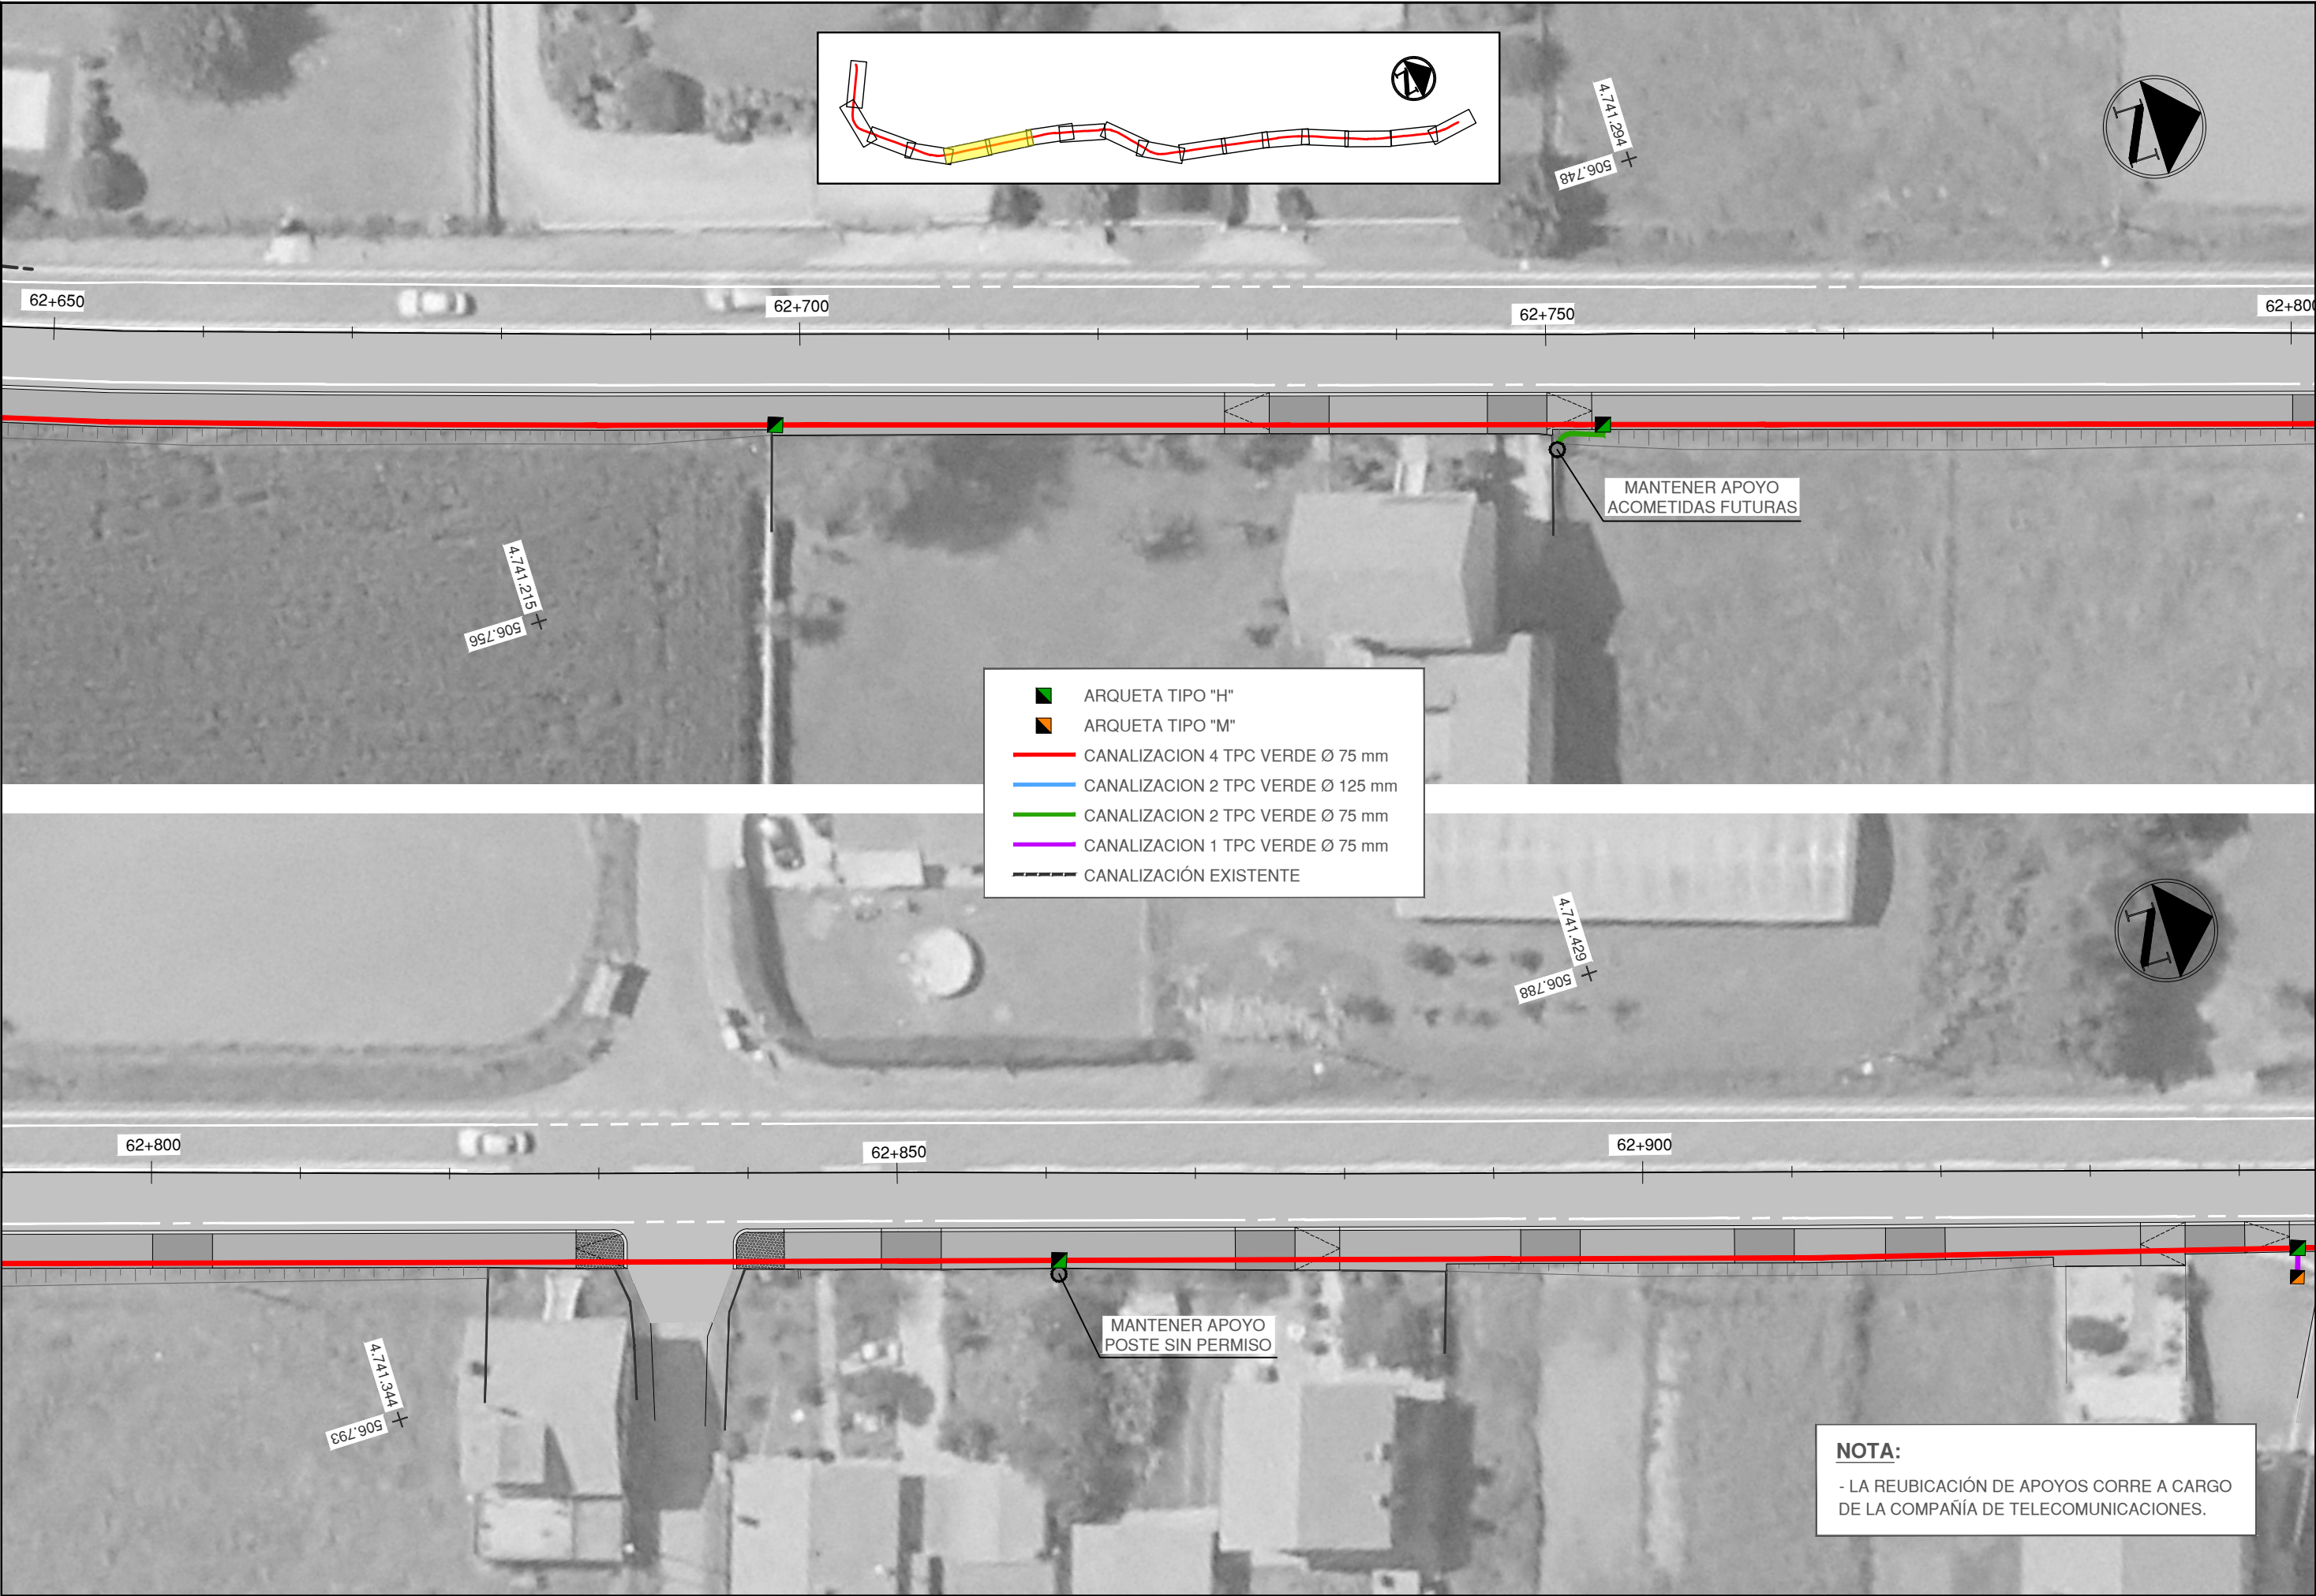 N
4.741.294
506.748
N
62+650
62+700
62+750
62+800
MANTENER APOYO
ACOMETIDAS FUTURAS
4.741.215
506.756
ARQUETA TIPO "H"
ARQUETA TIPO "M"
CANALIZACION 4 TPC VERDE Ø 75 mm
CANALIZACION 2 TPC VERDE Ø 125 mm
CANALIZACION 2 TPC VERDE Ø 75 mm
CANALIZACION 1 TPC VERDE Ø 75 mm
CANALIZACIÓN EXISTENTE
4.741.429
506.788
N
62+800
62+850
62+900
MANTENER APOYO
POSTE SIN PERMISO
4.741.344
506.793
NOTA:
- LA REUBICACIÓN DE APOYOS CORRE A CARGO
DE LA COMPAÑÍA DE TELECOMUNICACIONES.